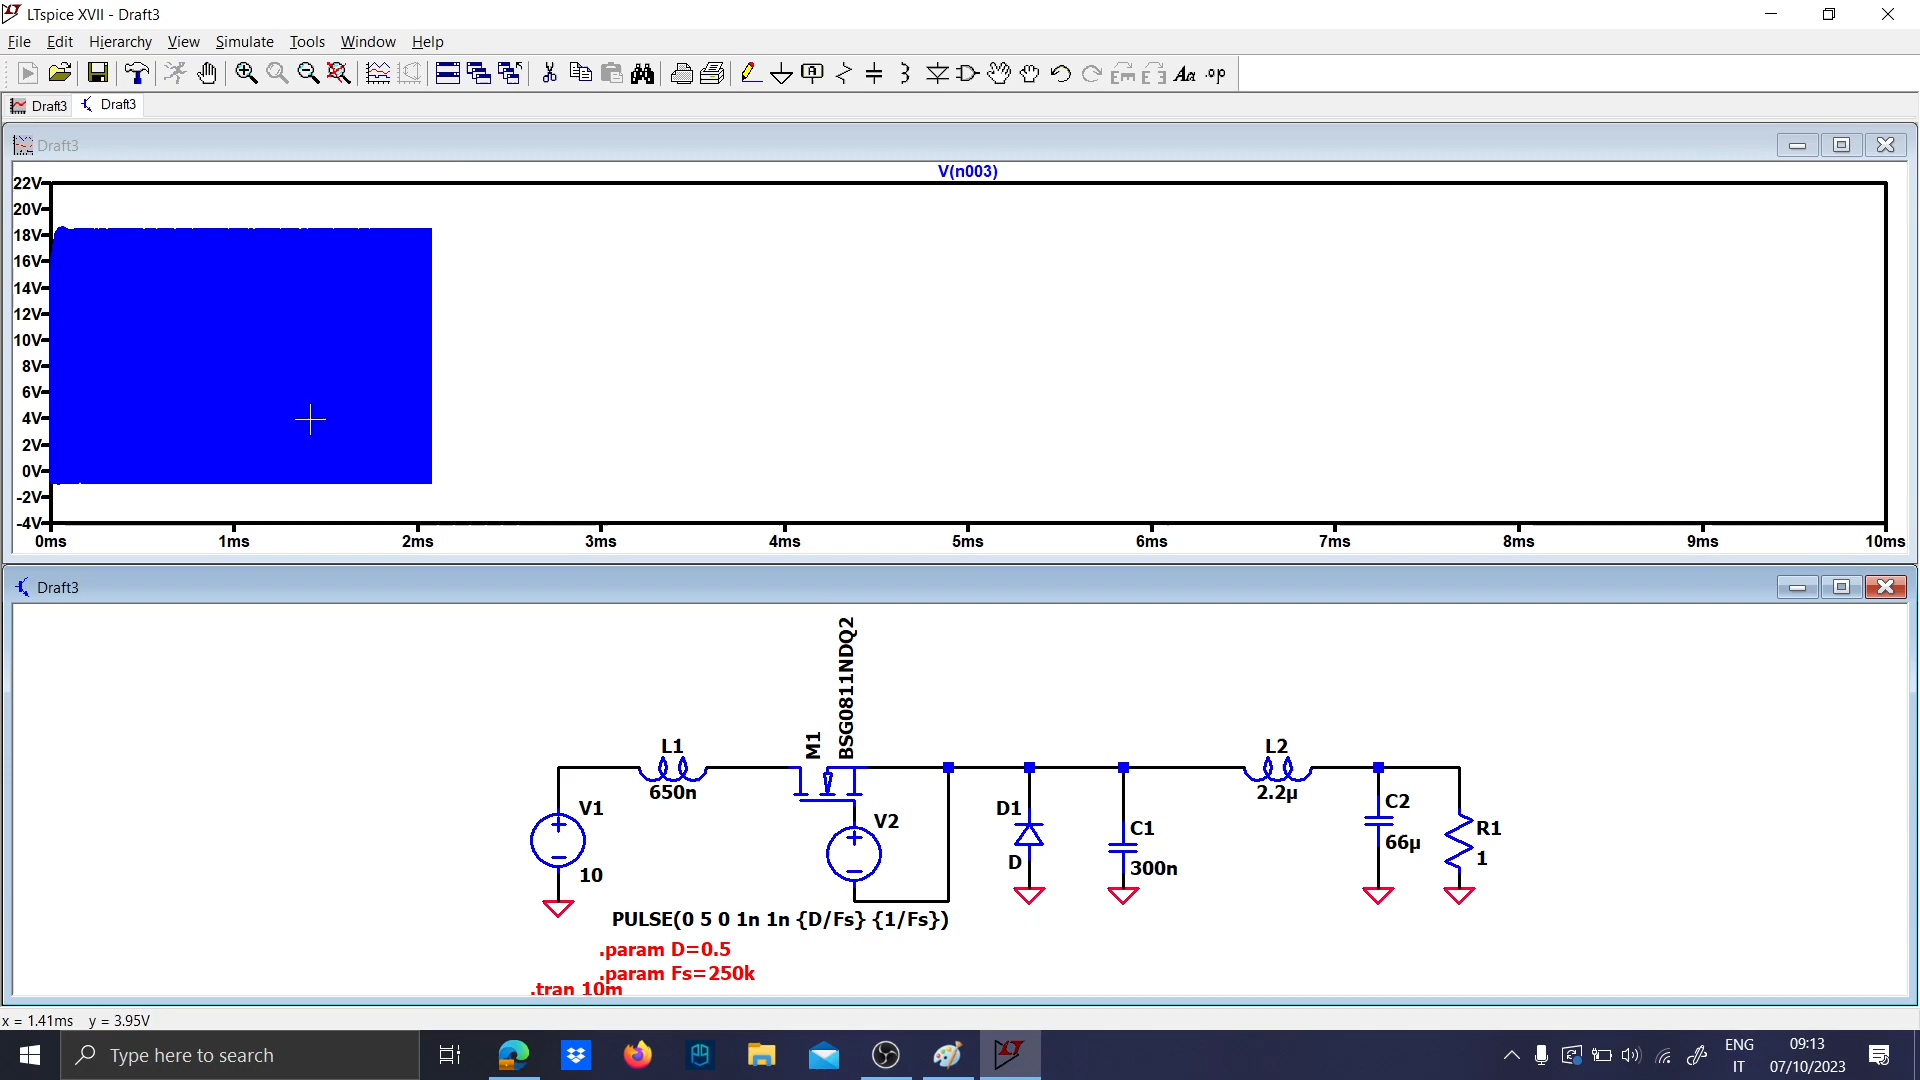 LTspice XVII - Draft3
File Edit Hierarchy View Simulate Tools Window Help
Aa .op
Draft3 Draft3
Draft3
V(n003)
22V
20V
18V
16V
14V
12V
10V
8V
6V
4V
2V
0V
-2V
-4V
0ms 1ms 2ms 3ms 4ms 5ms 6ms 7ms 8ms 9ms 10ms
Draft3
BSG0811NDQ2
M1
L1
650n
L2
2.2µ
V1
10
V2
D1
D
C1
300n
C2
66µ
R1
1
PULSE(0 5 0 1n 1n {D/Fs} {1/Fs})
.param D=0.5
.param Fs=250k
.tran 10m
x = 1.41ms y = 3.95V
Type here to search
ENG
IT
09:13
07/10/2023